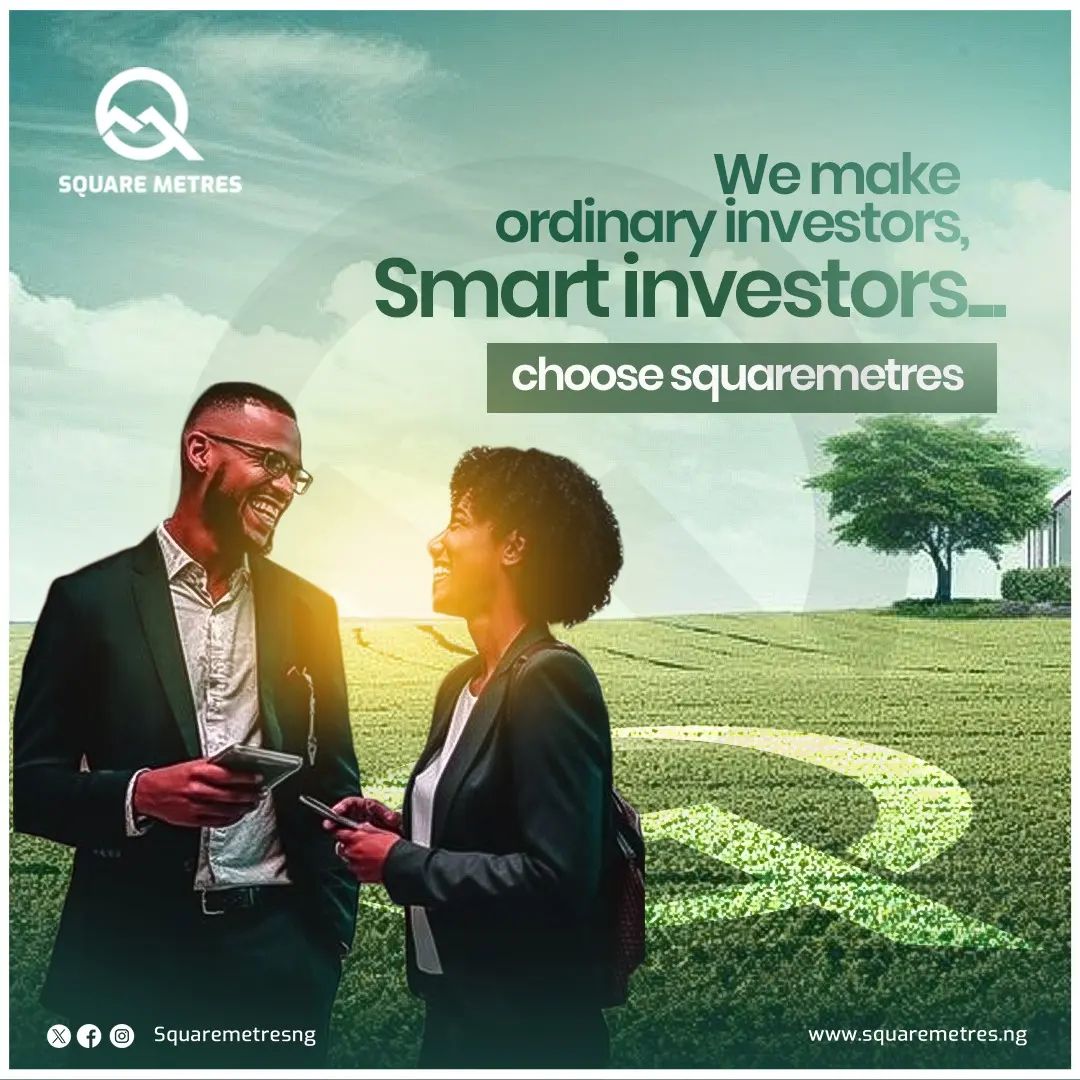 SQUARE METRES
We make
ordinary investors,
Smart investors...
choose squaremetres
Squaremetresng
www.squaremetres.ng